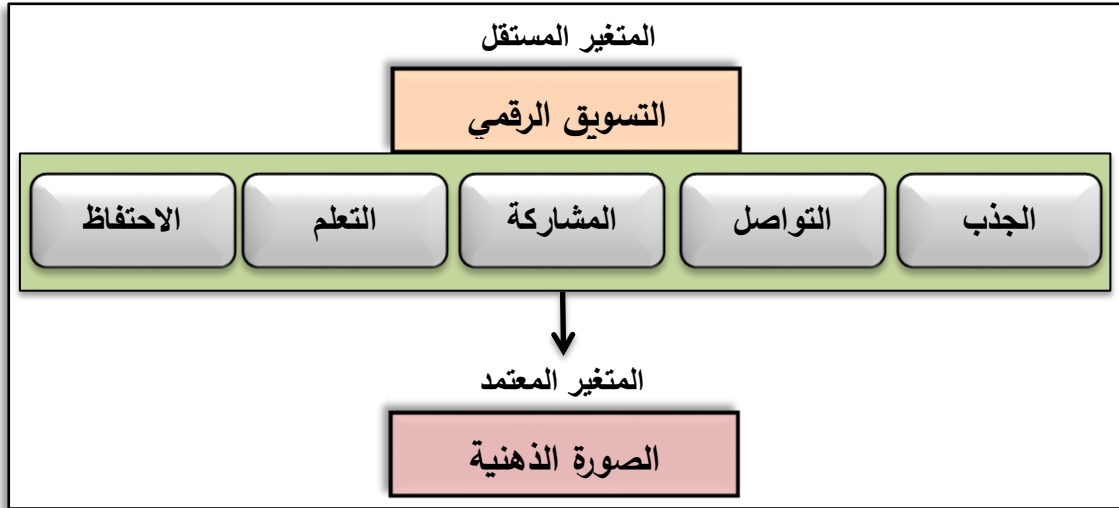 المتغير المستقل
التسويق الرقمي
الجذب
التواصل
المشاركة
التعلم
الاحتفاظ
المتغير المعتمد
الصورة الذهنية